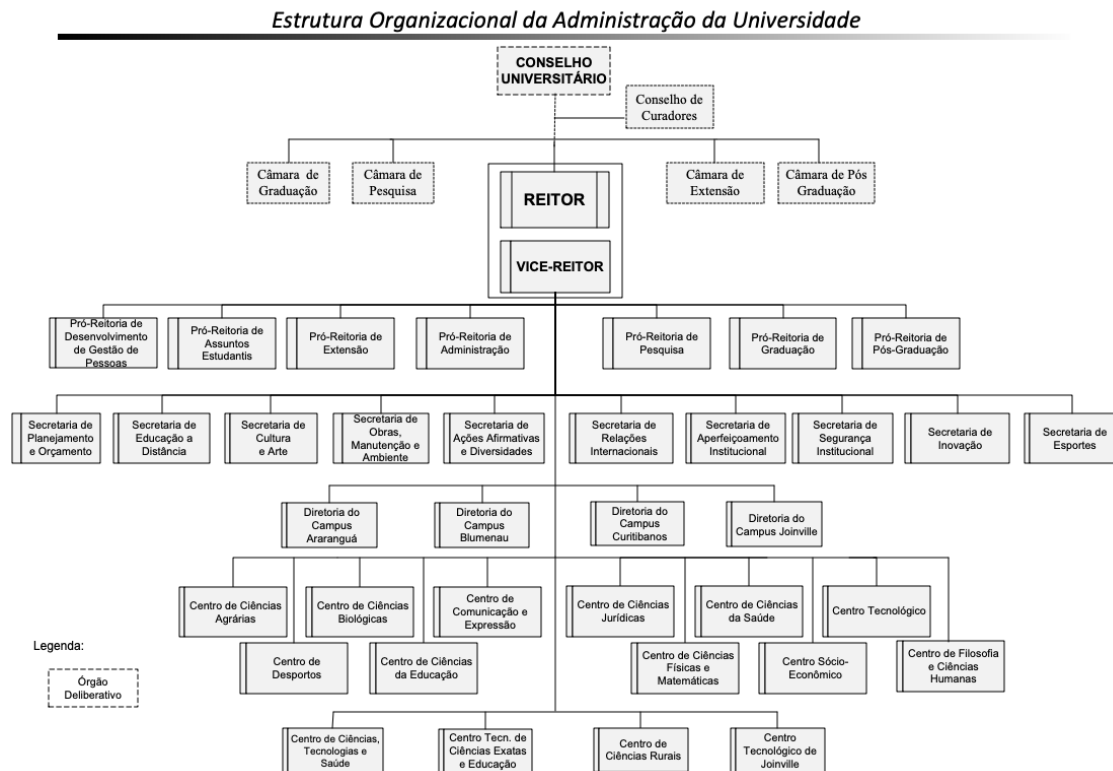 Estrutura Organizacional da Administração da Universidade
CONSELHO
UNIVERSITÁRIO
Conselho de
Curadores
Câmara de
Graduação
Câmara de
Pesquisa
Câmara de
Extensão
Câmara de Pós
Graduação
REITOR
VICE-REITOR
Pró-Reitoria de
Desenvolvimento
de Gestão de
Pessoas
Pró-Reitoria de
Assuntos
Estudantis
Pró-Reitoria de
Extensão
Pró-Reitoria de
Administração
Pró-Reitoria de
Pesquisa
Pró-Reitoria de
Graduação
Pró-Reitoria de
Pós-Graduação
Secretaria de
Planejamento
e Orçamento
Secretaria de
Educação a
Distância
Secretaria de
Cultura
e Arte
Secretaria de
Obras,
Manutenção e
Ambiente
Secretaria de
Ações Afirmativas
e Diversidades
Secretaria de
Relações
Internacionais
Secretaria de
Aperfeiçoamento
Institucional
Secretaria de
Segurança
Institucional
Secretaria de
Inovação
Secretaria de
Esportes
Diretoria do
Campus
Araranguá
Diretoria do
Campus
Blumenau
Diretoria do
Campus
Curitibanos
Diretoria do
Campus Joinville
Centro de Ciências
Agrárias
Centro de Ciências
Biológicas
Centro de
Comunicação e
Expressão
Centro de Ciências
Jurídicas
Centro de Ciências
da Saúde
Centro Tecnológico
Legenda:
Órgão
Deliberativo
Centro de
Desportos
Centro de Ciências
da Educação
Centro de Ciências
Físicas e
Matemáticas
Centro Sócio-
Econômico
Centro de Filosofia
e Ciências
Humanas
Centro de Ciências,
Tecnologias e
Saúde
Centro Tecn. de
Ciências Exatas
e Educação
Centro de
Ciências Rurais
Centro
Tecnológico de
Joinville